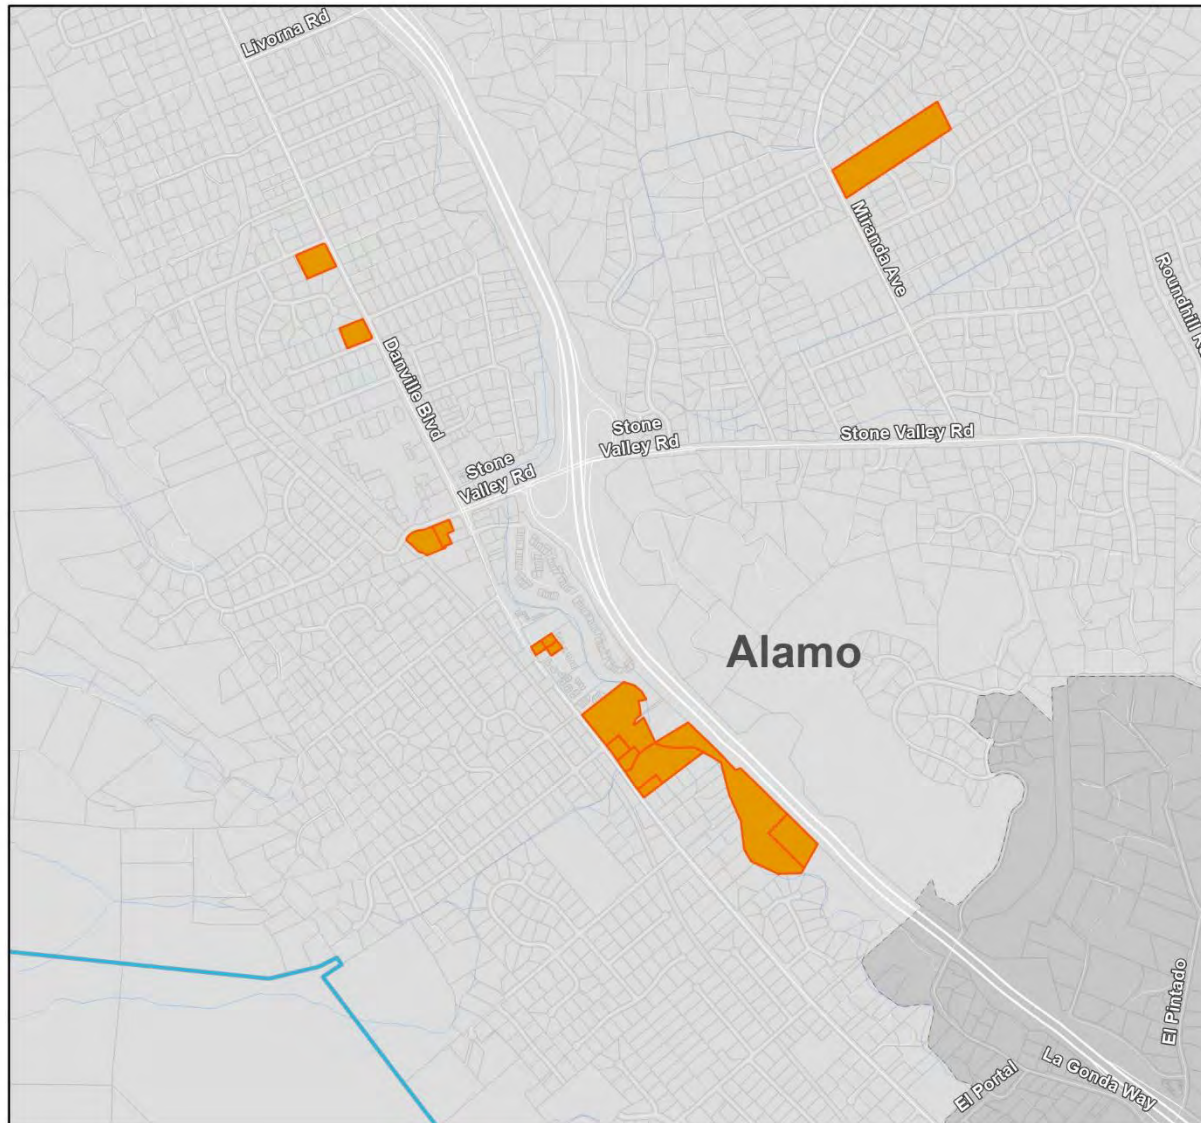 Livorna Rd
Miranda Ave
Roundhill
Danville Blvd
Stone
Valley Rd
Stone Valley Rd
Stone
Valley Rd
Alamo
El Pintado
La Gonda Way
El Portal